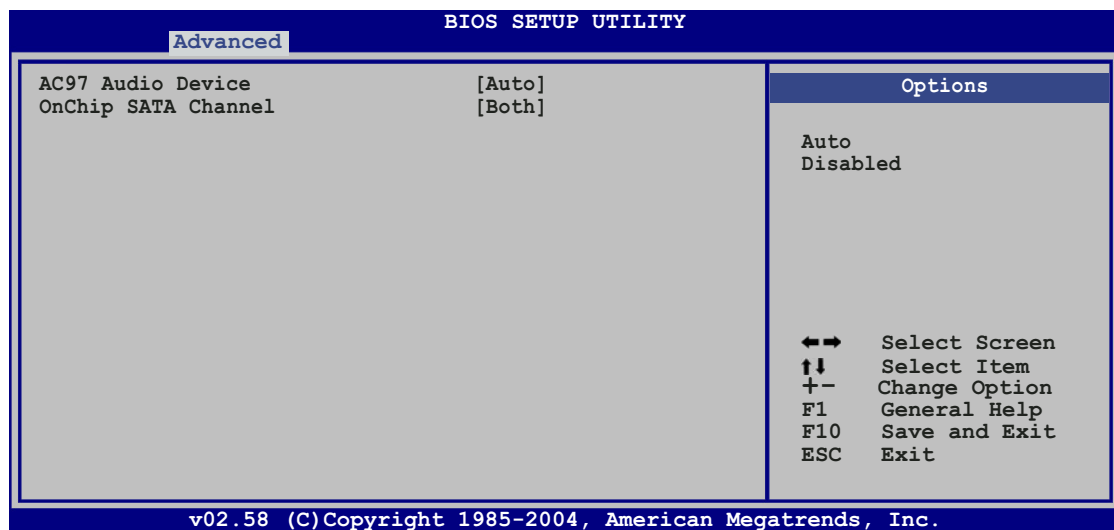 BIOS SETUP UTILITY
Advanced
AC97 Audio Device [Auto]
OnChip SATA Channel [Both]
Options
Auto
Disabled
←→ Select Screen
↑↓ Select Item
+- Change Option
F1 General Help
F10 Save and Exit
ESC Exit
v02.58 (C)Copyright 1985-2004, American Megatrends, Inc.